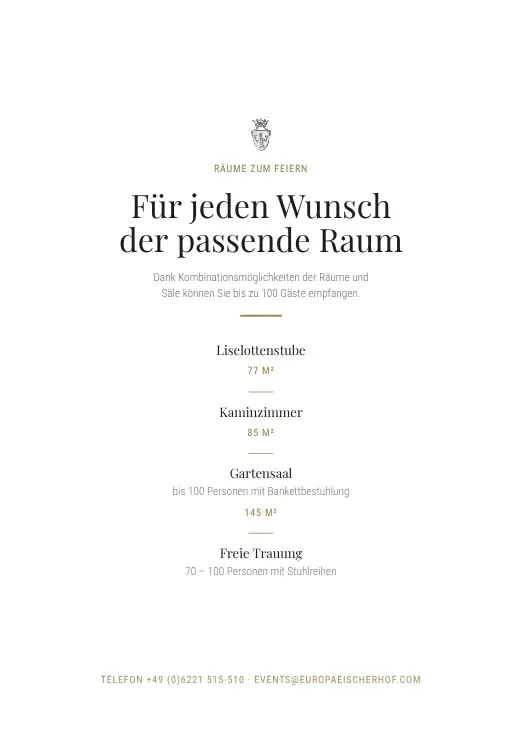 RÄUME ZUM FEIERN
Für jeden Wunsch
der passende Raum
Dank Kombinationsmöglichkeiten der Räume und
Säle können Sie bis zu 100 Gäste empfangen.
Liselottenstube
77 M²
Kaminzimmer
85 M²
Gartensaal
bis 100 Personen mit Bankettbestuhlung
145 M²
Freie Trauung
70 – 100 Personen mit Stuhlreihen
TELEFON +49 (0)6221 515-510 · EVENTS@EUROPAEISCHERHOF.COM